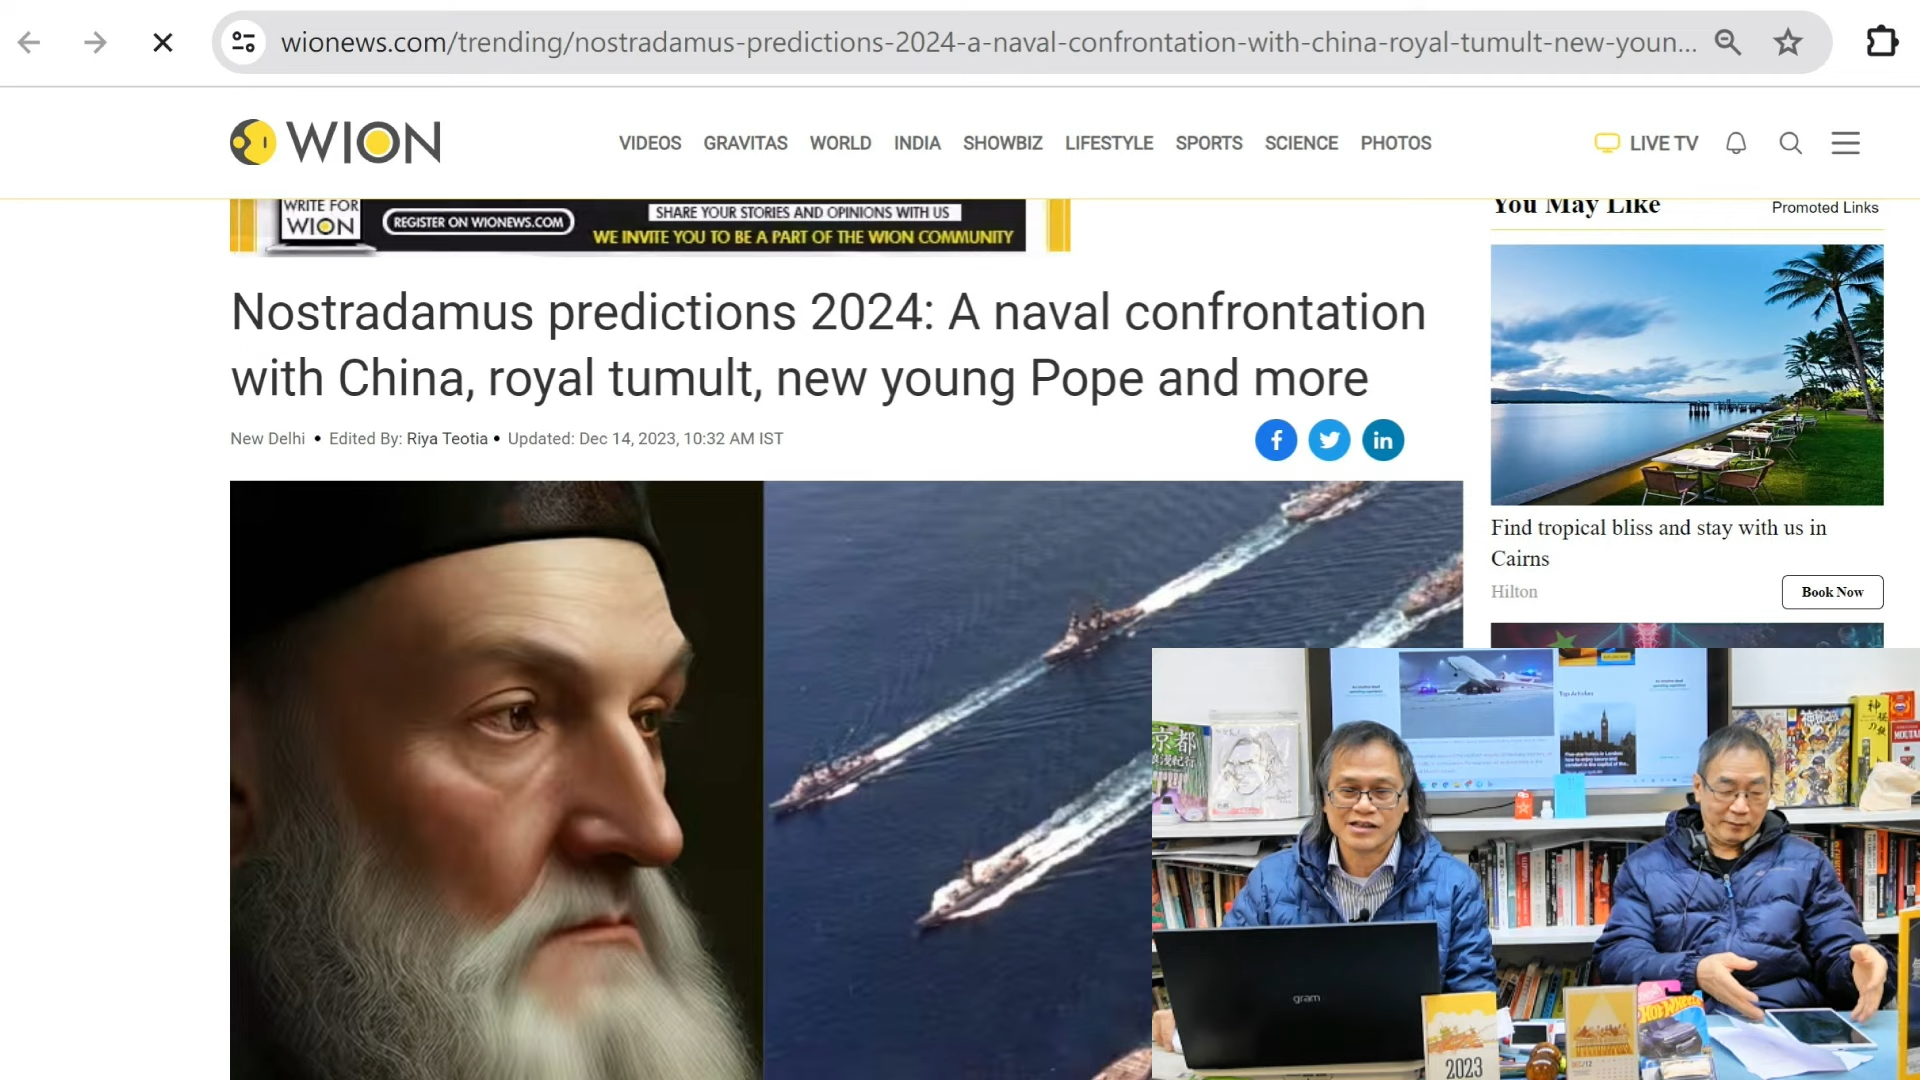 wionews.com/trending/nostradamus-predictions-2024-a-naval-confrontation-with-china-royal-tumult-new-youn...
WION
VIDEOS GRAVITAS WORLD INDIA SHOWBIZ LIFESTYLE SPORTS SCIENCE PHOTOS
LIVE TV
WRITE FOR
WION
REGISTER ON WIONEWS.COM
SHARE YOUR STORIES AND OPINIONS WITH US
WE INVITE YOU TO BE A PART OF THE WION COMMUNITY
You May Like
Promoted Links
Nostradamus predictions 2024: A naval confrontation
with China, royal tumult, new young Pope and more
New Delhi • Edited By: Riya Teotia • Updated: Dec 14, 2023, 10:32 AM IST
Find tropical bliss and stay with us in
Cairns
Hilton
Book Now
Top Articles
京都
gram
2023
HOT WHEELS